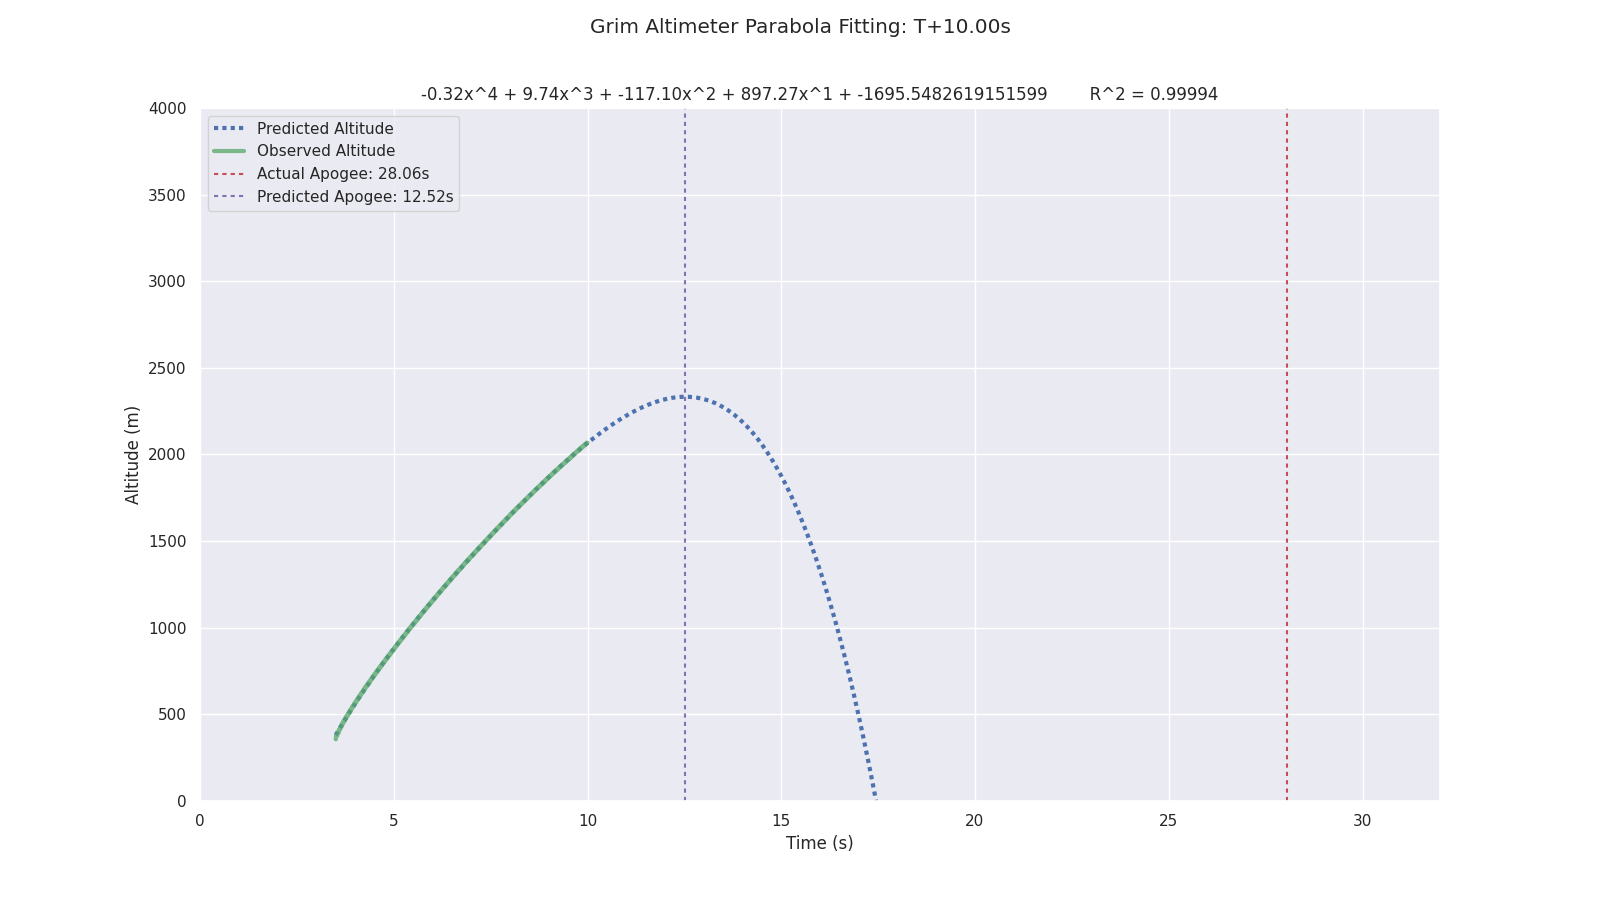 Grim Altimeter Parabola Fitting: T+10.00s
-0.32x^4 + 9.74x^3 + -117.10x^2 + 897.27x^1 + -1695.5482619151599 R^2 = 0.99994
Predicted Altitude
Observed Altitude
Actual Apogee: 28.06s
Predicted Apogee: 12.52s
Altitude (m)
4000
3500
3000
2500
2000
1500
1000
500
0
0 5 10 15 20 25 30
Time (s)